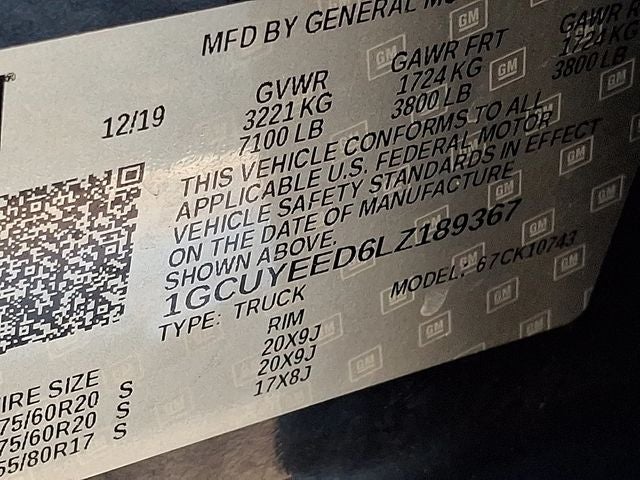 MFD BY GENERAL
12/19
GVWR GAWR FRT GAWR
3221 KG 1724 KG 1724 KG
7100 LB 3800 LB 3800 LB
THIS VEHICLE CONFORMS TO ALL
APPLICABLE U.S. FEDERAL MOTOR
VEHICLE SAFETY STANDARDS IN EFFECT
ON THE DATE OF MANUFACTURE
SHOWN ABOVE.
1GCUYEED6LZ189367
TYPE: TRUCK MODEL: 67CK10743
RIM
20X9J
20X9J
17X8J
IRE SIZE
75/60R20 S
75/60R20 S
55/80R17 S
GM